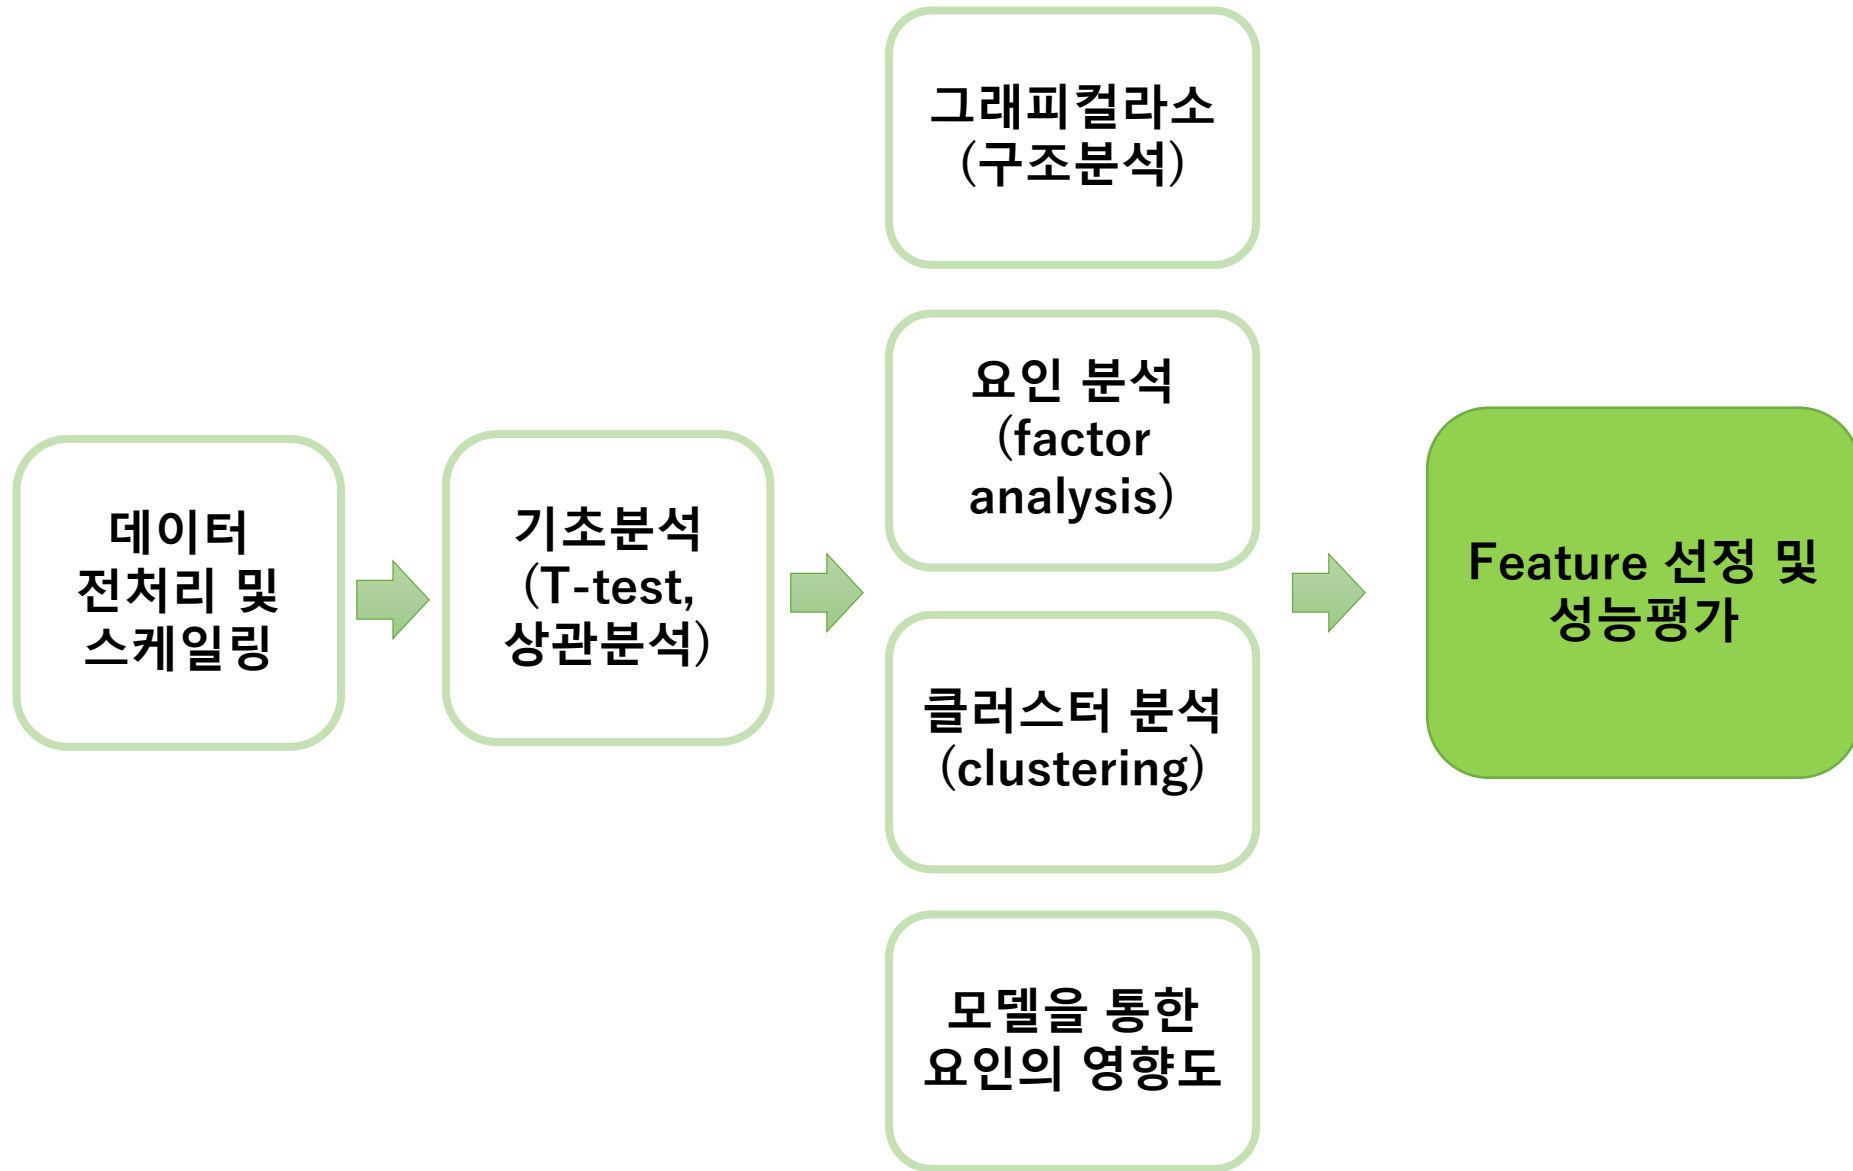 데이터
전처리 및
스케일링
기초분석
(T-test,
상관분석)
그래피컬라소
(구조분석)
요인 분석
(factor
analysis)
클러스터 분석
(clustering)
모델을 통한
요인의 영향도
Feature 선정 및
성능평가